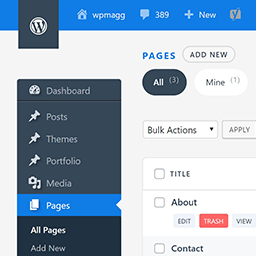 wpmagg 389 + New
PAGES ADD NEW
All (3) Mine (1)
Dashboard
Posts
Themes
Portfolio
Media
Pages
All Pages
Add New
Bulk Actions APPLY
TITLE
About
EDIT TRASH VIEW
Contact